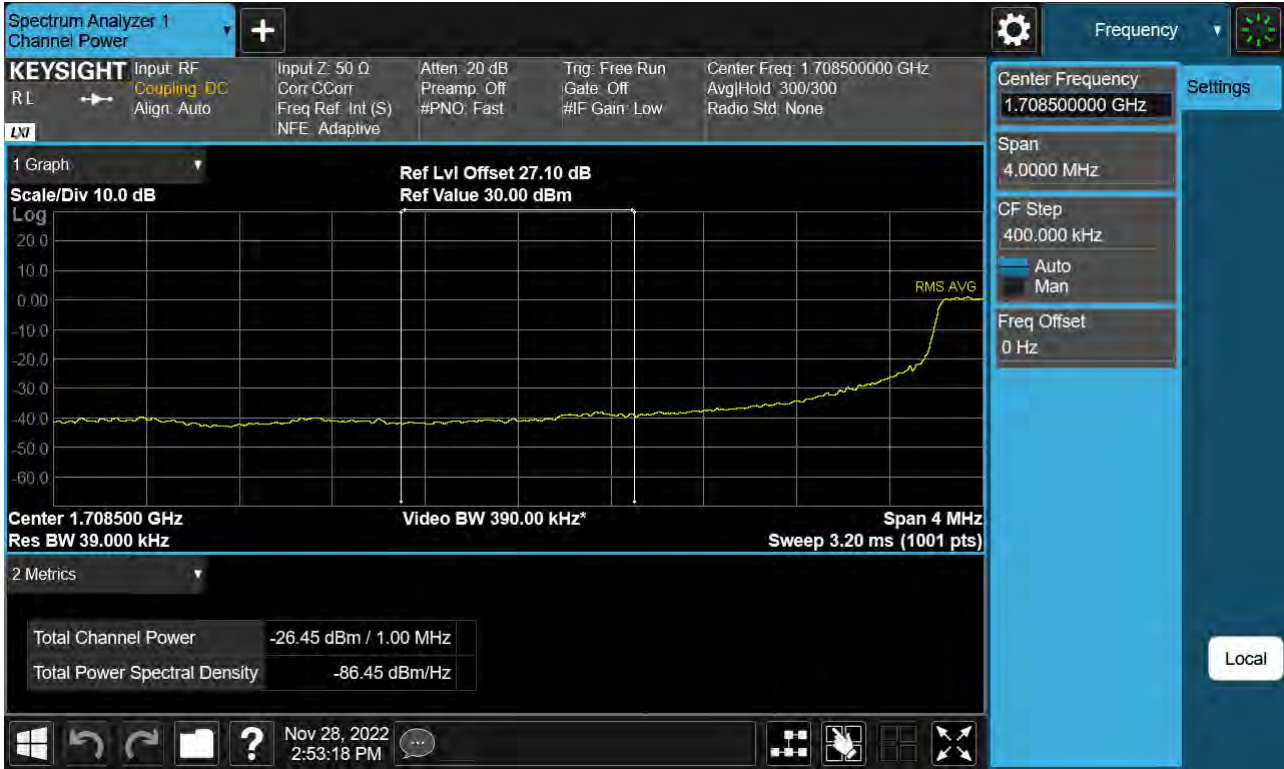 Spectrum Analyzer 1
Channel Power
+
Frequency
KEYSIGHT
R L
LXI
Input: RF
Coupling: DC
Align: Auto
Input Z: 50 Ω
Corr CCorr
Freq Ref: Int (S)
NFE: Adaptive
Atten: 20 dB
Preamp: Off
#PNO: Fast
Trig: Free Run
Gate: Off
#IF Gain: Low
Center Freq: 1.708500000 GHz
Avg|Hold: 300/300
Radio Std: None
Center Frequency
1.708500000 GHz
Settings
Span
4.0000 MHz
CF Step
400.000 kHz
Auto
Man
Freq Offset
0 Hz
Local
1 Graph
Scale/Div 10.0 dB
Ref Lvl Offset 27.10 dB
Ref Value 30.00 dBm
Log
20.0
10.0
0.00
-10.0
-20.0
-30.0
-40.0
-50.0
-60.0
RMS AVG
Center 1.708500 GHz
Video BW 390.00 kHz*
Span 4 MHz
Res BW 39.000 kHz
Sweep 3.20 ms (1001 pts)
2 Metrics
Total Channel Power -26.45 dBm / 1.00 MHz
Total Power Spectral Density -86.45 dBm/Hz
?
Nov 28, 2022
2:53:18 PM